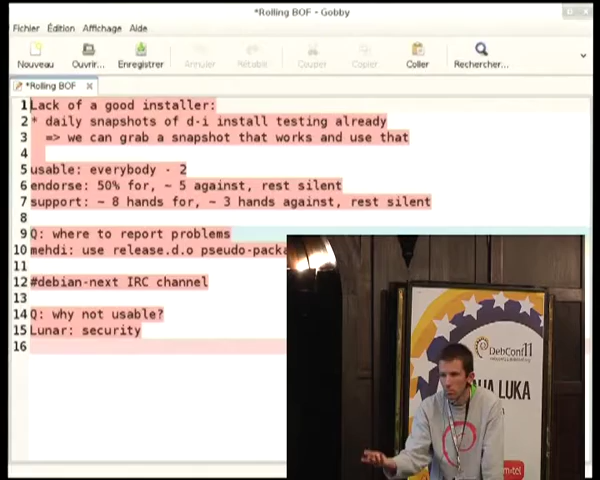 *Rolling BOF - Gobby
Fichier Édition Affichage Aide
Nouveau Ouvrir... Enregistrer Annuler Rétablir Couper Copier Coller Rechercher...
*Rolling BOF
1 Lack of a good installer:
2 * daily snapshots of d-i install testing already
3 => we can grab a snapshot that works and use that
4
5 usable: everybody - 2
6 endorse: 50% for, ~ 5 against, rest silent
7 support: ~ 8 hands for, ~ 3 hands against, rest silent
8
9 Q: where to report problems
10 mehdi: use release.d.o pseudo-packa
11
12 #debian-next IRC channel
13
14 Q: why not usable?
15 Lunar: security
16
DebConf11
LUKA
m:tel